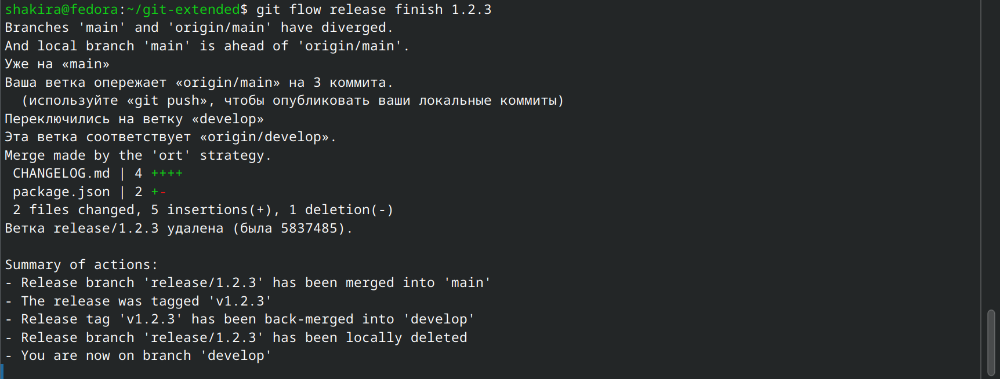 shakira@fedora:~/git-extended$ git flow release finish 1.2.3
Branches 'main' and 'origin/main' have diverged.
And local branch 'main' is ahead of 'origin/main'.
Уже на «main»
Ваша ветка опережает «origin/main» на 3 коммита.
  (используйте «git push», чтобы опубликовать ваши локальные коммиты)
Переключились на ветку «develop»
Эта ветка соответствует «origin/develop».
Merge made by the 'ort' strategy.
 CHANGELOG.md | 4 ++++
 package.json | 2 +-
 2 files changed, 5 insertions(+), 1 deletion(-)
Ветка release/1.2.3 удалена (была 5837485).

Summary of actions:
- Release branch 'release/1.2.3' has been merged into 'main'
- The release was tagged 'v1.2.3'
- Release tag 'v1.2.3' has been back-merged into 'develop'
- Release branch 'release/1.2.3' has been locally deleted
- You are now on branch 'develop'